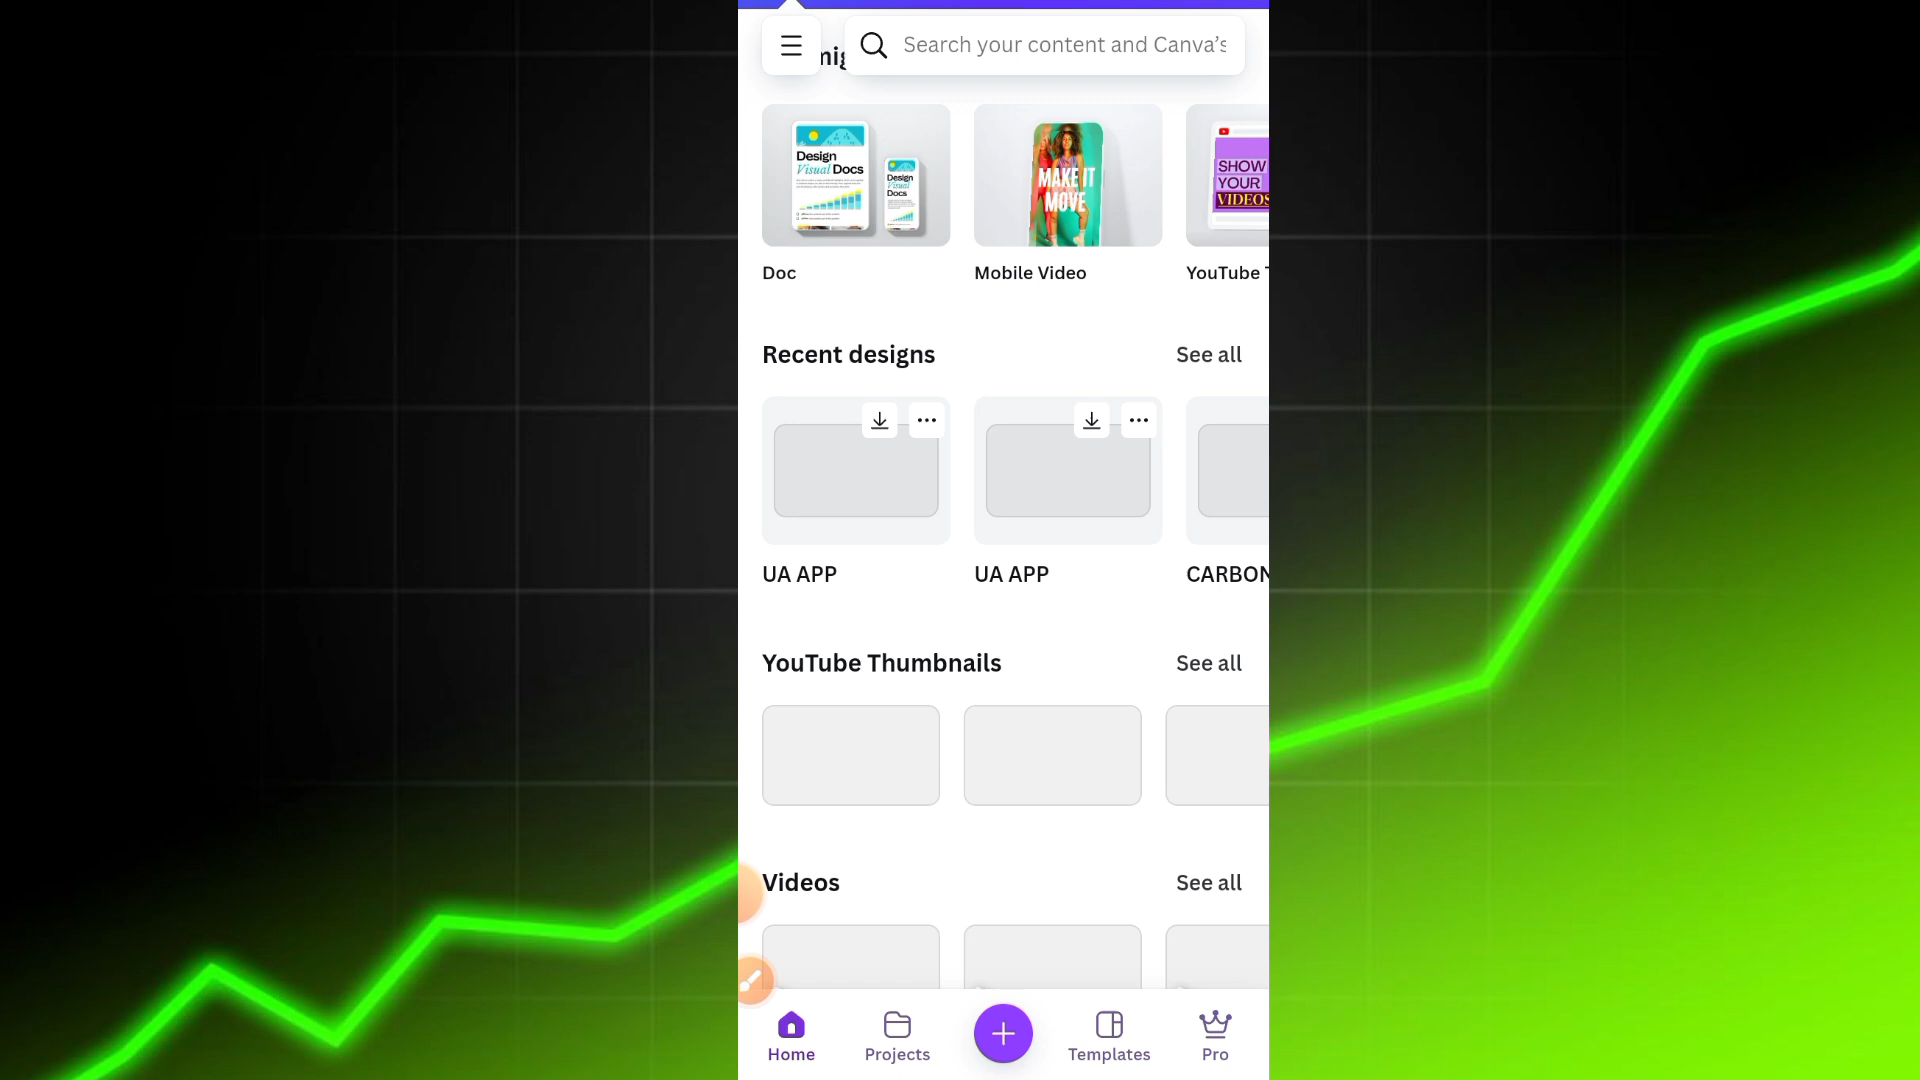 Search your content and Canva's
Design
Visual Docs
Design
Visual
Docs
MAKE IT
MOVE
SHOW
YOUR
VIDEOS
Doc
Mobile Video
YouTube
Recent designs
See all
UA APP
UA APP
CARBON
YouTube Thumbnails
See all
Videos
See all
Home
Projects
Templates
Pro